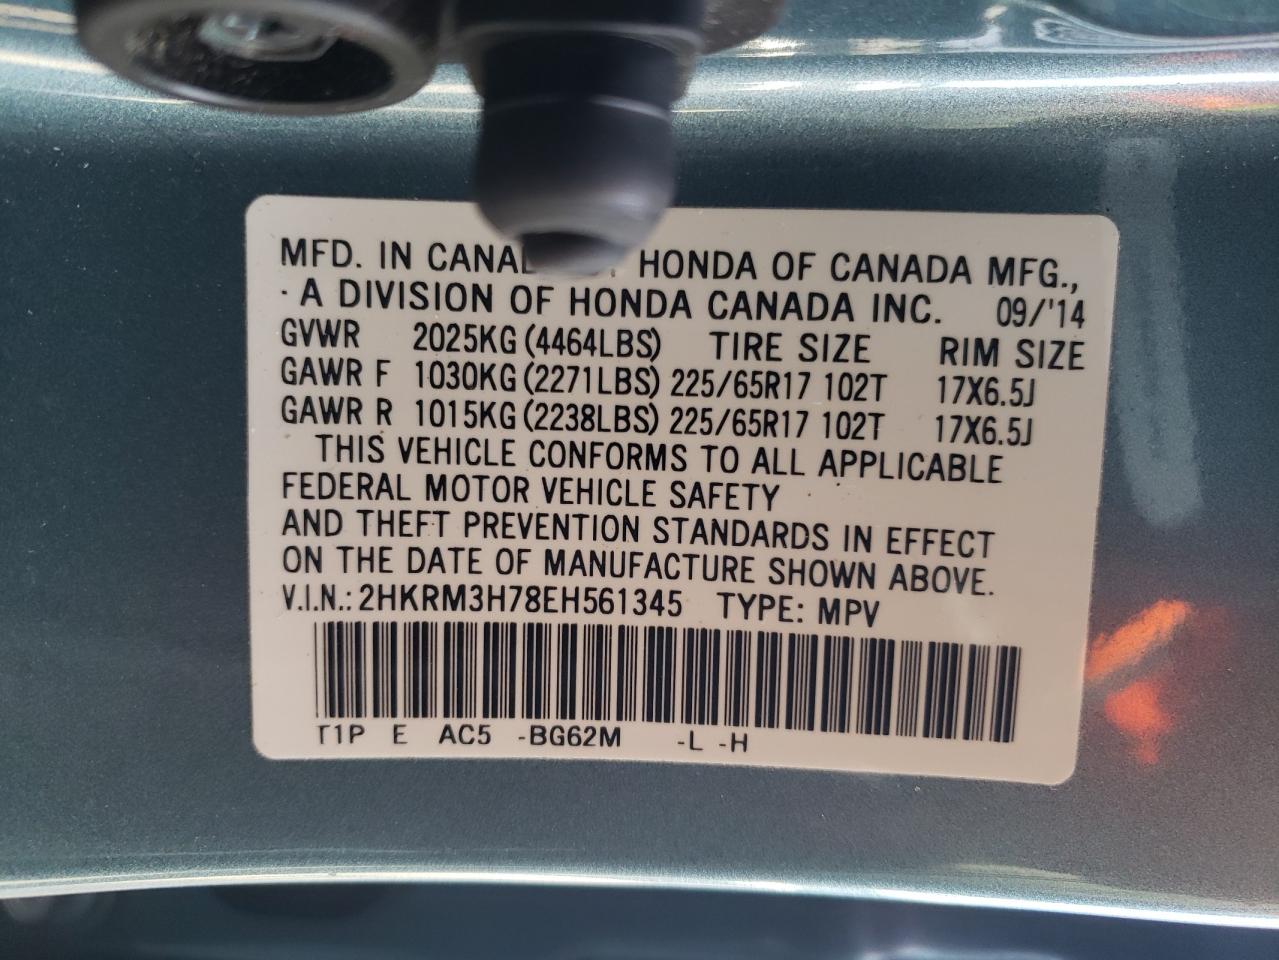 MFD. IN HONDA OF CANADA MFG.,
A DIVISION OF HONDA CANADA INC. 09/'14
GVWR 2025KG (4464LBS) TIRE SIZE RIM SIZE
GAWR F 1030KG (2271LBS) 225/65R17 102T 17X6.5J
GAWR R 1015KG (2238LBS) 225/65R17 102T 17X6.5J
THIS VEHICLE CONFORMS TO ALL APPLICABLE
FEDERAL MOTOR VEHICLE SAFETY
AND THEFT PREVENTION STANDARDS IN EFFECT
ON THE DATE OF MANUFACTURE SHOWN ABOVE.
V.I.N.: 2HKRM3H78EH561345 TYPE: MPV
T1P E AC5 -BG62M -L -H